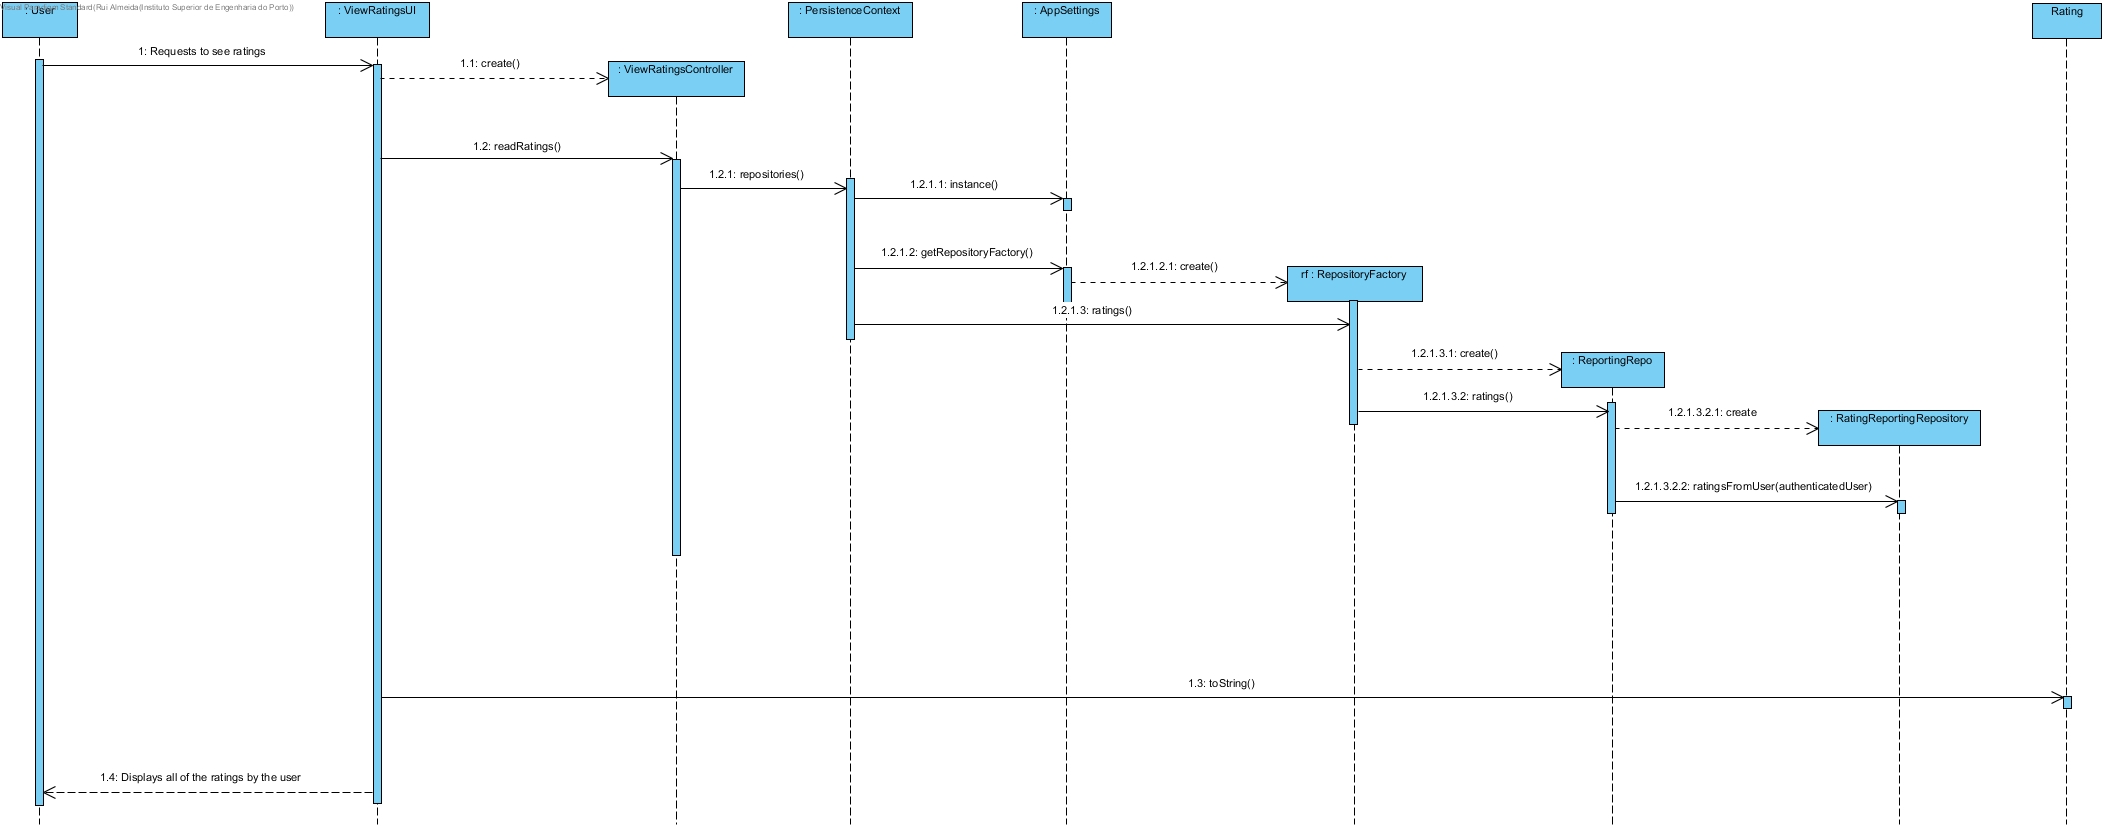 Visual Paradigm Standard(Rui Almeida(Instituto Superior de Engenharia do Porto))
: User
: ViewRatingsUI
: PersistenceContext
: AppSettings
Rating
1: Requests to see ratings
1.1: create()
: ViewRatingsController
1.2: readRatings()
1.2.1: repositories()
1.2.1.1: instance()
1.2.1.2: getRepositoryFactory()
1.2.1.2.1: create()
rf : RepositoryFactory
1.2.1.3: ratings()
1.2.1.3.1: create()
: ReportingRepo
1.2.1.3.2: ratings()
1.2.1.3.2.1: create
: RatingReportingRepository
1.2.1.3.2.2: ratingsFromUser(authenticatedUser)
1.3: toString()
1.4: Displays all of the ratings by the user